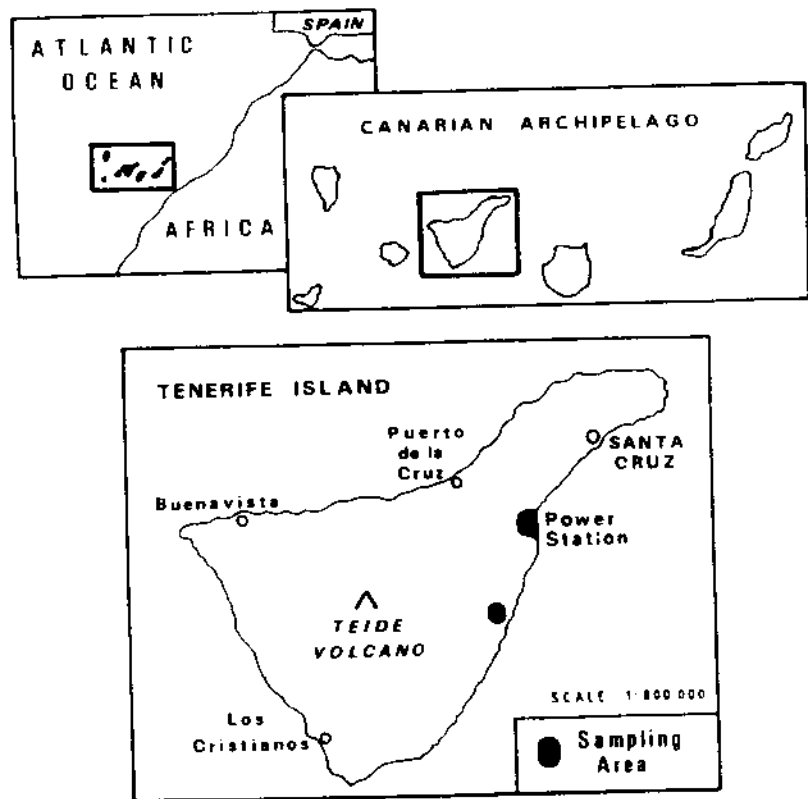 SPAIN
ATLANTIC
OCEAN
AFRICA
CANARIAN ARCHIPELAGO
TENERIFE ISLAND
Puerto
de la
Cruz
SANTA
CRUZ
Buenavista
Power
Station
TEIDE
VOLCANO
SCALE 1:800.000
Los
Cristianos
Sampling
Area